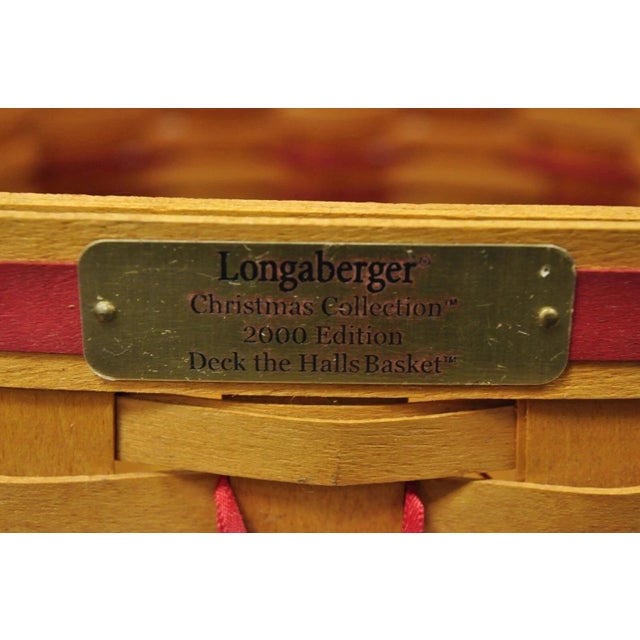 Longaberger®
Christmas Collection™
2000 Edition
Deck the Halls Basket™